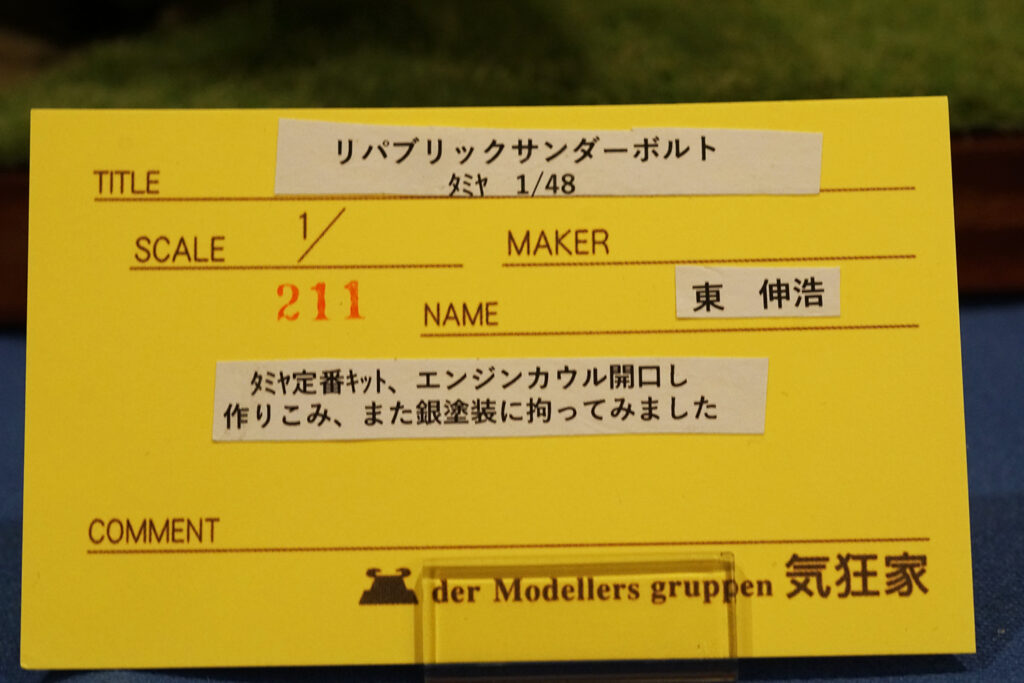 リパブリックサンダーボルト
TITLE ﾀﾐﾔ 1/48
SCALE 1/ MAKER
211 NAME 東 伸浩
ﾀﾐﾔ定番ｷｯﾄ、エンジンカウル開口し
作りこみ、また銀塗装に拘ってみました
COMMENT
der Modellers gruppen 気狂家